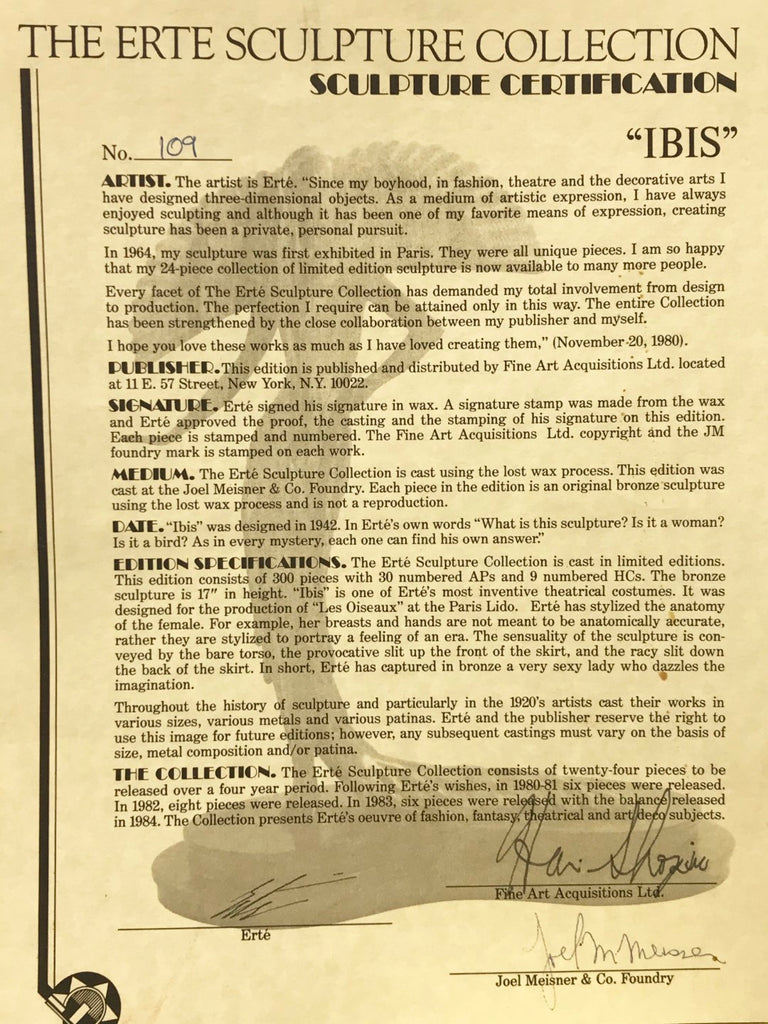 THE ERTE SCULPTURE COLLECTION
SCULPTURE CERTIFICATION
No. 109
“IBIS”
ARTIST. The artist is Erté. “Since my boyhood, in fashion, theatre and the decorative arts I
have designed three-dimensional objects. As a medium of artistic expression, I have always
enjoyed sculpting and although it has been one of my favorite means of expression, creating
sculpture has been a private, personal pursuit.
In 1964, my sculpture was first exhibited in Paris. They were all unique pieces. I am so happy
that my 24-piece collection of limited edition sculpture is now available to many more people.
Every facet of The Erté Sculpture Collection has demanded my total involvement from design
to production. The perfection I require can be attained only in this way. The entire Collection
has been strengthened by the close collaboration between my publisher and myself.
I hope you love these works as much as I have loved creating them,” (November 20, 1980).
PUBLISHER. This edition is published and distributed by Fine Art Acquisitions Ltd. located
at 11 E. 57 Street, New York, N.Y. 10022.
SIGNATURE. Erté signed his signature in wax. A signature stamp was made from the wax
and Erté approved the proof, the casting and the stamping of his signature on this edition.
Each piece is stamped and numbered. The Fine Art Acquisitions Ltd. copyright and the JM
foundry mark is stamped on each work.
MEDIUM. The Erté Sculpture Collection is cast using the lost wax process. This edition was
cast at the Joel Meisner & Co. Foundry. Each piece in the edition is an original bronze sculpture
using the lost wax process and is not a reproduction.
DATE. “Ibis” was designed in 1942. In Erté’s own words “What is this sculpture? Is it a woman?
Is it a bird? As in every mystery, each one can find his own answer.”
EDITION SPECIFICATIONS. The Erté Sculpture Collection is cast in limited editions.
This edition consists of 300 pieces with 30 numbered APs and 9 numbered HCs. The bronze
sculpture is 17″ in height. “Ibis” is one of Erté’s most inventive theatrical costumes. It was
designed for the production of “Les Oiseaux” at the Paris Lido. Erté has stylized the anatomy
of the female. For example, her breasts and hands are not meant to be anatomically accurate,
rather they are stylized to portray a feeling of an era. The sensuality of the sculpture is con-
veyed by the bare torso, the provocative slit up the front of the skirt, and the racy slit down
the back of the skirt. In short, Erté has captured in bronze a very sexy lady who dazzles the
imagination.
Throughout the history of sculpture and particularly in the 1920’s artists cast their works in
various sizes, various metals and various patinas. Erté and the publisher reserve the right to
use this image for future editions; however, any subsequent castings must vary on the basis of
size, metal composition and/or patina.
THE COLLECTION. The Erté Sculpture Collection consists of twenty-four pieces to be
released over a four year period. Following Erté’s wishes, in 1980-81 six pieces were released.
In 1982, eight pieces were released. In 1983, six pieces were released with the balance released
in 1984. The Collection presents Erté’s oeuvre of fashion, fantasy, theatrical and art deco subjects.
Fine Art Acquisitions Ltd.
Erté
Erté
Joel M Meisner
Joel Meisner & Co. Foundry